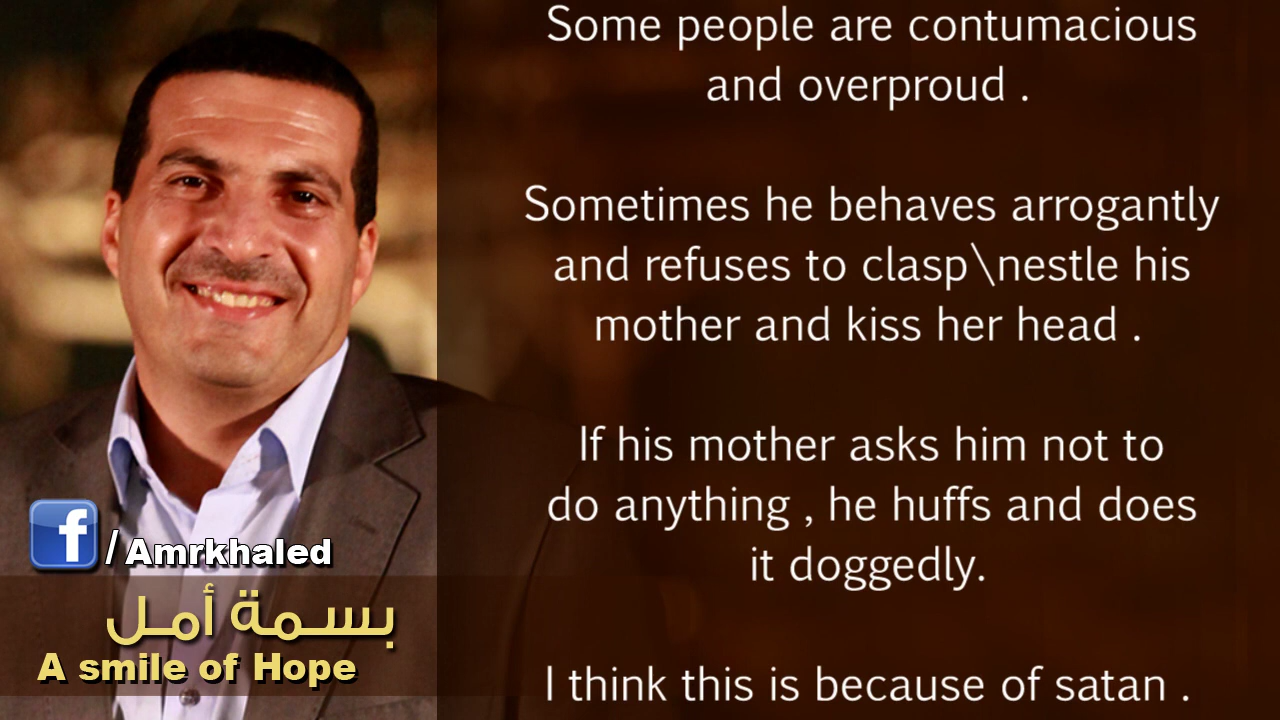 Some people are contumacious
and overproud .
Sometimes he behaves arrogantly
and refuses to clasp\nestle his
mother and kiss her head .
If his mother asks him not to
do anything , he huffs and does
it doggedly.
I think this is because of satan .
f / Amrkhaled
بسمة أمل
A smile of Hope